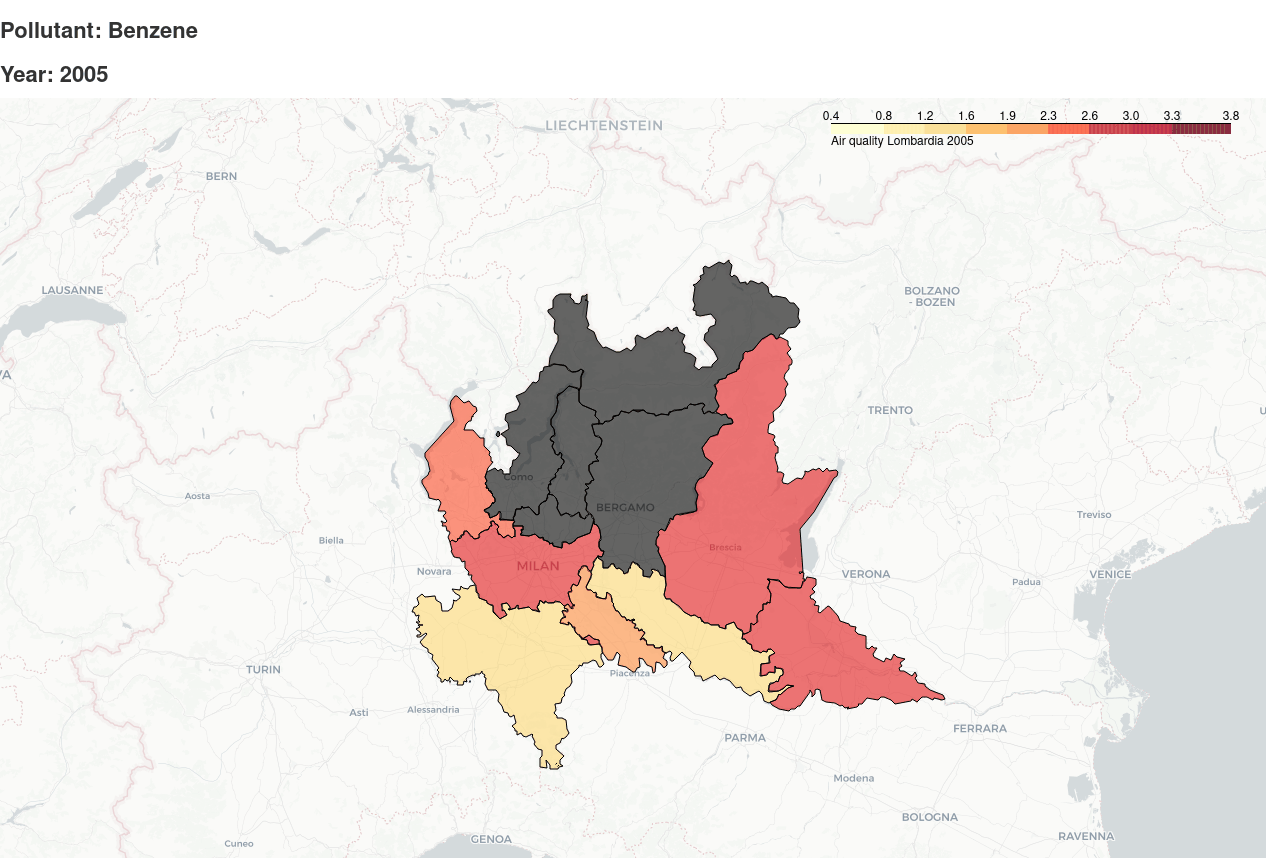 Pollutant: Benzene
Year: 2005
LIECHTENSTEIN
0.4 0.8 1.2 1.6 1.9 2.3 2.6 3.0 3.3 3.8
Air quality Lombardia 2005
BERN
LAUSANNE
BOLZANO
- BOZEN
VA
TRENTO
U
Aosta
Como
BERGAMO
Treviso
Biella
Brescia
MILAN
Novara
VERONA
Padua
VENICE
TURIN
Piacenza
Asti
Alessandria
PARMA
FERRARA
Modena
BOLOGNA
Cuneo
GENOA
RAVENNA